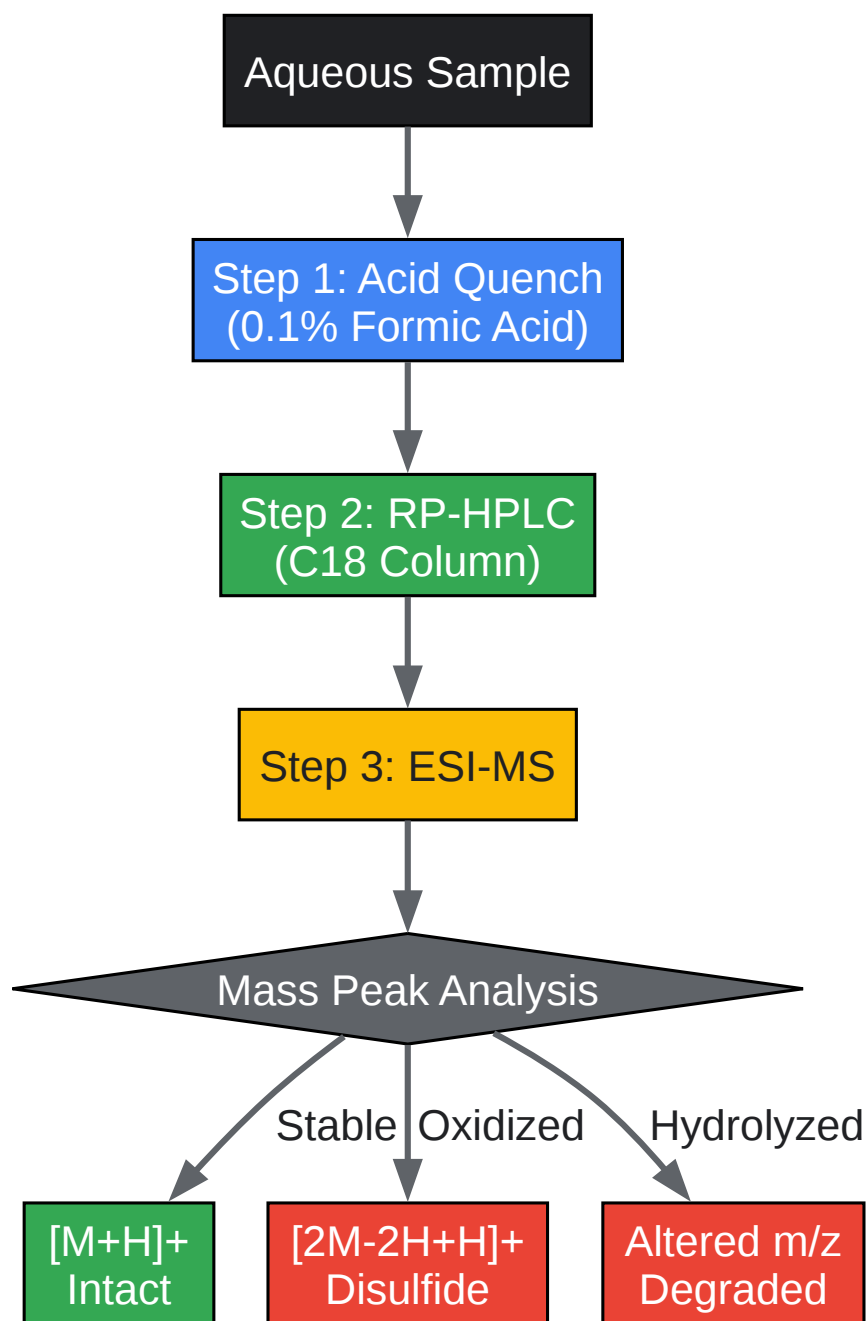 Aqueous Sample
Step 1: Acid Quench
(0.1% Formic Acid)
Step 2: RP-HPLC
(C18 Column)
Step 3: ESI-MS
Mass Peak Analysis
Stable
Oxidized
Hydrolyzed
[M+H]+
Intact
[2M-2H+H]+
Disulfide
Altered m/z
Degraded